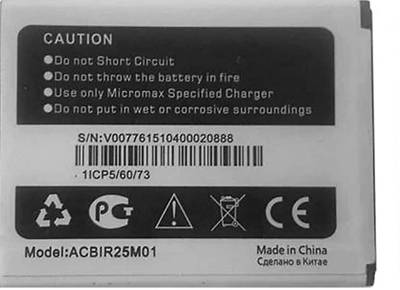 CAUTION
Do not Short Circuit
Do not throw the battery in fire
Use only Micromax Specified Charger
Do not put in wet or corrosive surroundings
S/N:V007761510400020888
1ICP5/60/73
Model:ACBIR25M01
Made in China
Сделано в Китае